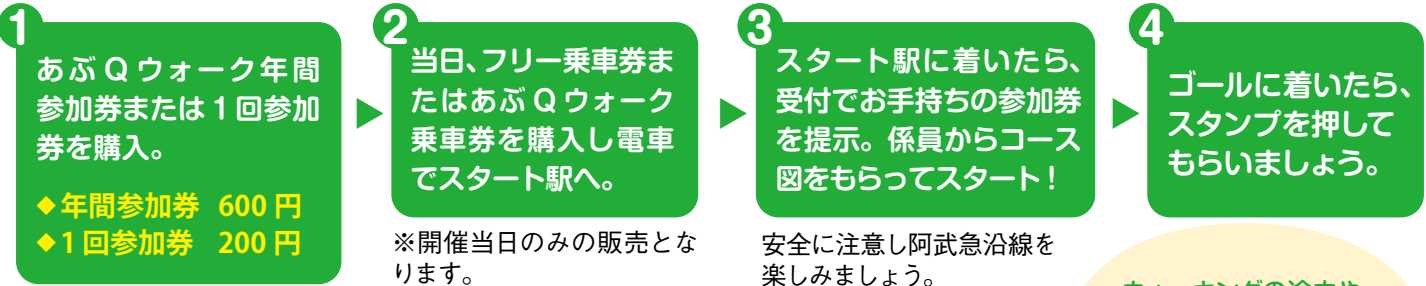 1
あぶQウォーク年間
参加券または1回参加
券を購入。
◆年間参加券 600円
◆1回参加券 200円
2
当日、フリー乗車券ま
たはあぶQウォーク
乗車券を購入し電車
でスタート駅へ。
※開催当日のみの販売とな
ります。
3
スタート駅に着いたら、
受付でお手持ちの参加券
を提示。係員からコース
図をもらってスタート！
安全に注意し阿武急沿線を
楽しみましょう。
4
ゴールに着いたら、
スタンプを押して
もらいましょう。